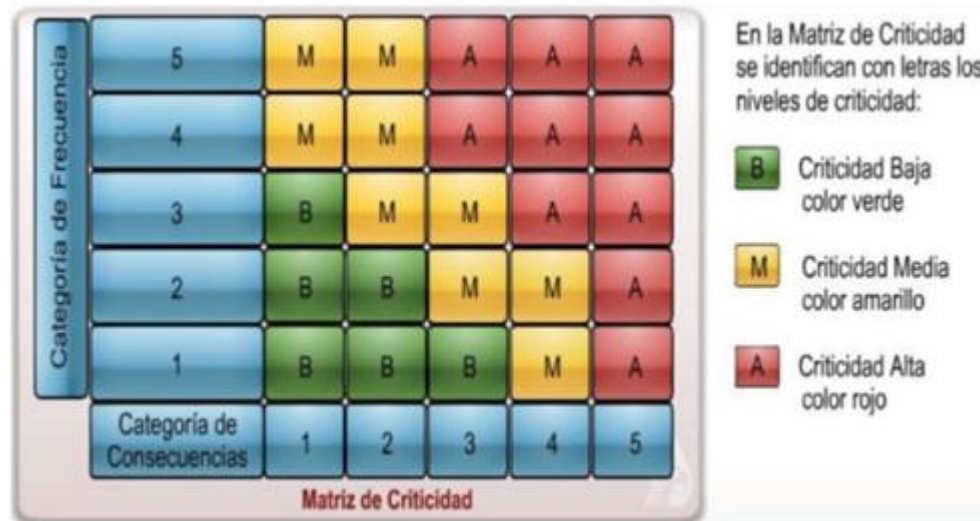 Categoría de Frecuencia
5 M M A A A
4 M M A A A
3 B M M A A
2 B B M M A
1 B B B M A
Categoría de
Consecuencias
1 2 3 4 5
Matriz de Criticidad
En la Matriz de Criticidad
se identifican con letras los
niveles de criticidad:
B Criticidad Baja
color verde
M Criticidad Media
color amarillo
A Criticidad Alta
color rojo